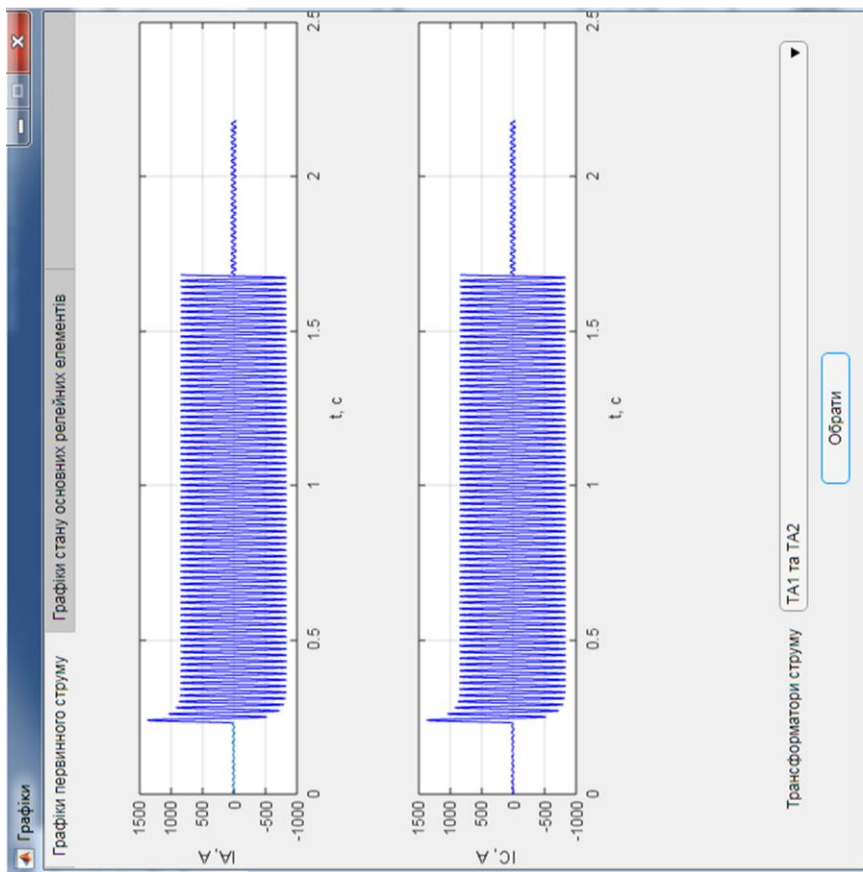 Графіки
Графіки первинного струму
Графіки стану основних релейних елементів
1500
1000
500
0
-500
-1000
IA, A
0
0.5
1
1.5
2
2.5
t, c
1500
1000
500
0
-500
-1000
IC, A
0
0.5
1
1.5
2
2.5
t, c
Трансформатори струму
TA1 та TA2
Обрати